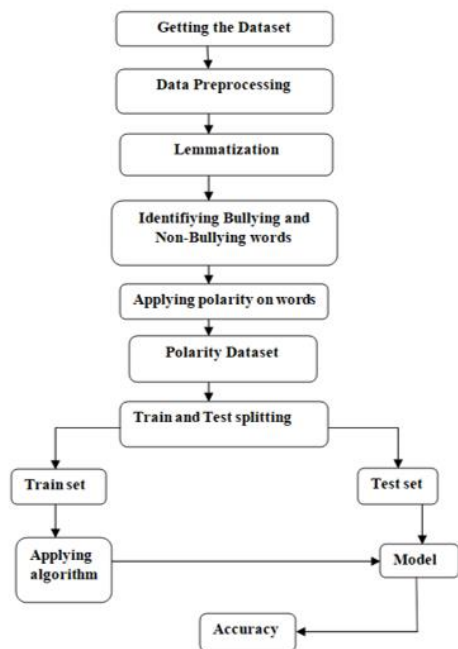 Getting the Dataset
Data Preprocessing
Lemmatization
Identifiying Bullying and
Non-Bullying words
Applying polarity on words
Polarity Dataset
Train and Test splitting
Train set
Test set
Applying
algorithm
Model
Accuracy